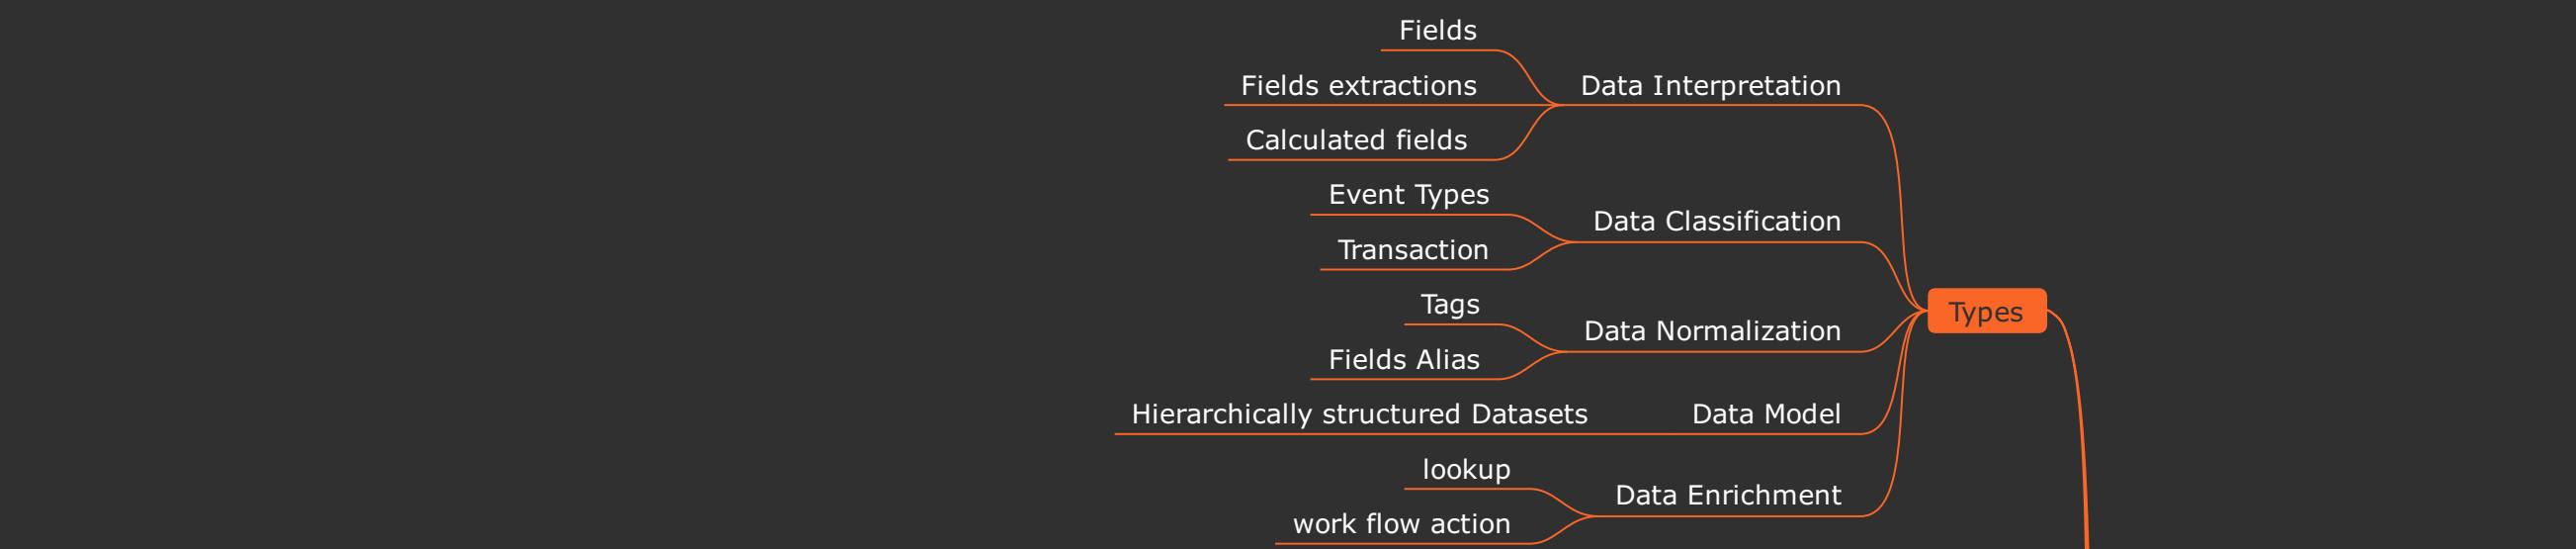 Fields
Fields extractions
Data Interpretation
Calculated fields
Event Types
Data Classification
Transaction
Tags
Types
Data Normalization
Fields Alias
Hierarchically structured Datasets
Data Model
lookup
Data Enrichment
work flow action